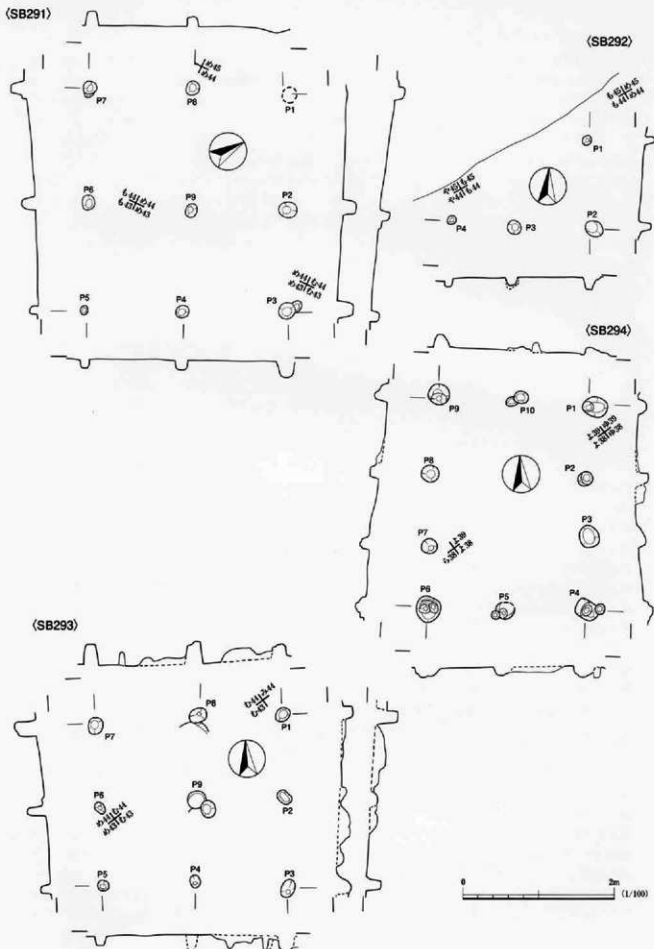 〈SB291〉
P7
P8
P1
P6
P9
P2
P5
P4
P3
〈SB292〉
P1
P4
P3
P2
〈SB294〉
P9
P10
P1
P8
P2
P7
P3
P6
P5
P4
〈SB293〉
P7
P8
P1
P6
P9
P2
P5
P4
P3
0
2m
(1/100)